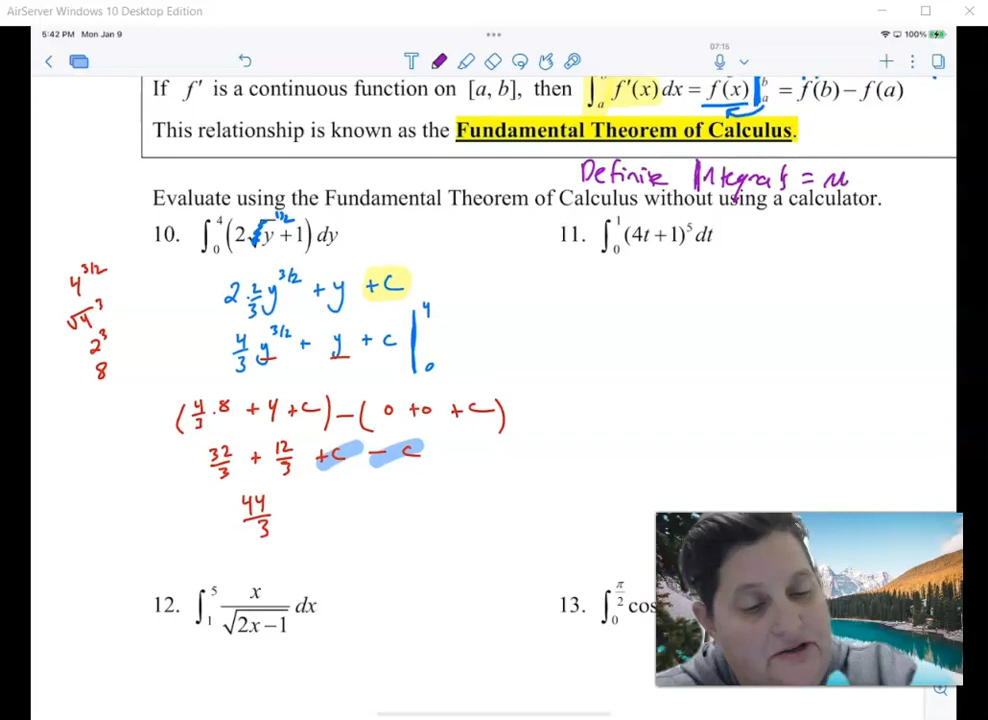 AirServer Windows 10 Desktop Edition
5:42 PM Mon Jan 9
100%
07:15
If f' is a continuous function on [a, b], then ∫ₐᵇ f'(x) dx = f(x) |ₐᵇ = f(b) − f(a)
This relationship is known as the Fundamental Theorem of Calculus.
Definite Integral =
Evaluate using the Fundamental Theorem of Calculus without using a calculator.
10. ∫₀⁴ (2√y + 1) dy
1/2
11. ∫₀¹ (4t + 1)⁵ dt
4^(3/2)
√4³
2³
8
2·2/3 y^(3/2) + y + C
4/3 y^(3/2) + y + C |₀⁴
(4/3 · 8 + 4 + C) − (0 + 0 + C)
32/3 + 12/3 + C − C
44/3
12. ∫₁⁵ x/√(2x−1) dx
13. ∫₀^(π/2) cos